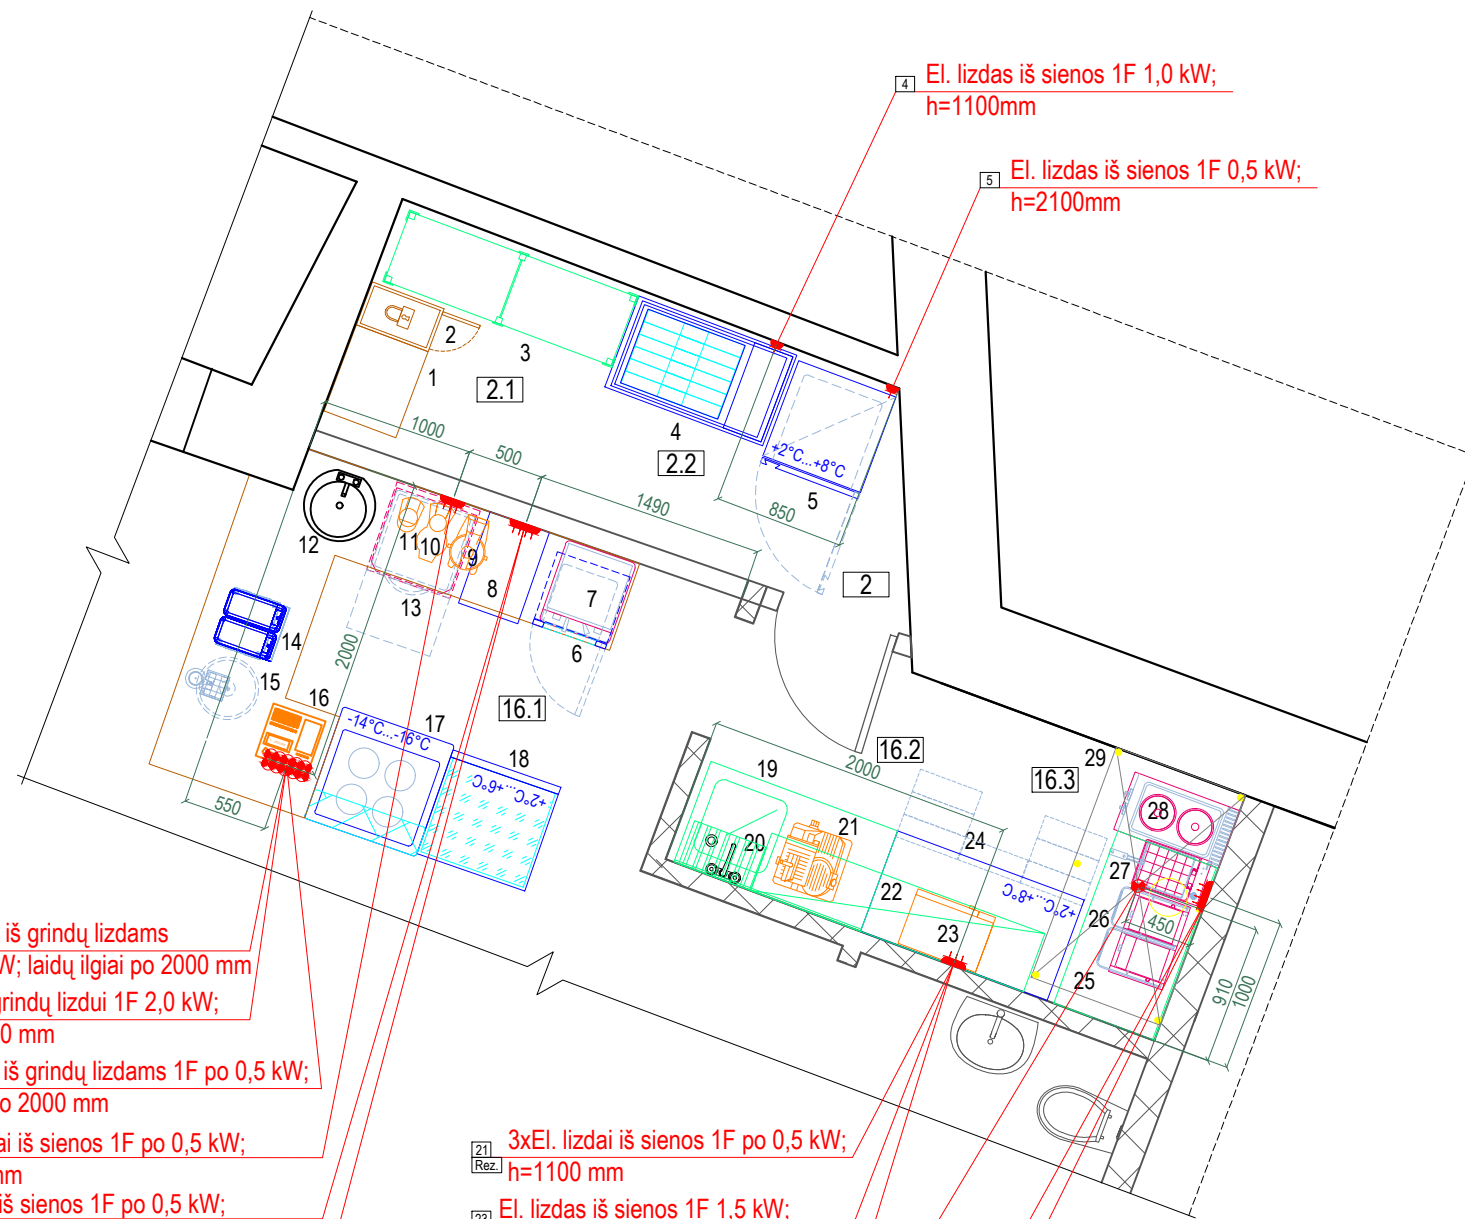 4
El. lizdas iš sienos 1F 1,0 kW;
h=1100mm
5
El. lizdas iš sienos 1F 0,5 kW;
h=2100mm
2
3
1
2.1
4
2.2
+2°C...+8°C
5
1000
500
1490
850
2
12
11
10
9
8
7
13
6
14
15
2000
16
16.1
17
-14°C...-16°C
18
+2°C...+6°C
550
16.2
2000
19
20
21
22
23
24
+2°C...+8°C
16.3
29
28
27
26
25
450
910
1000
iš grindų lizdams
W; laidų ilgiai po 2000 mm
grindų lizdui 1F 2,0 kW;
0 mm
iš grindų lizdams 1F po 0,5 kW;
po 2000 mm
ai iš sienos 1F po 0,5 kW;
mm
iš sienos 1F po 0,5 kW;
21
Rez.
3xEl. lizdai iš sienos 1F po 0,5 kW;
h=1100 mm
23
El. lizdas iš sienos 1F 1,5 kW;